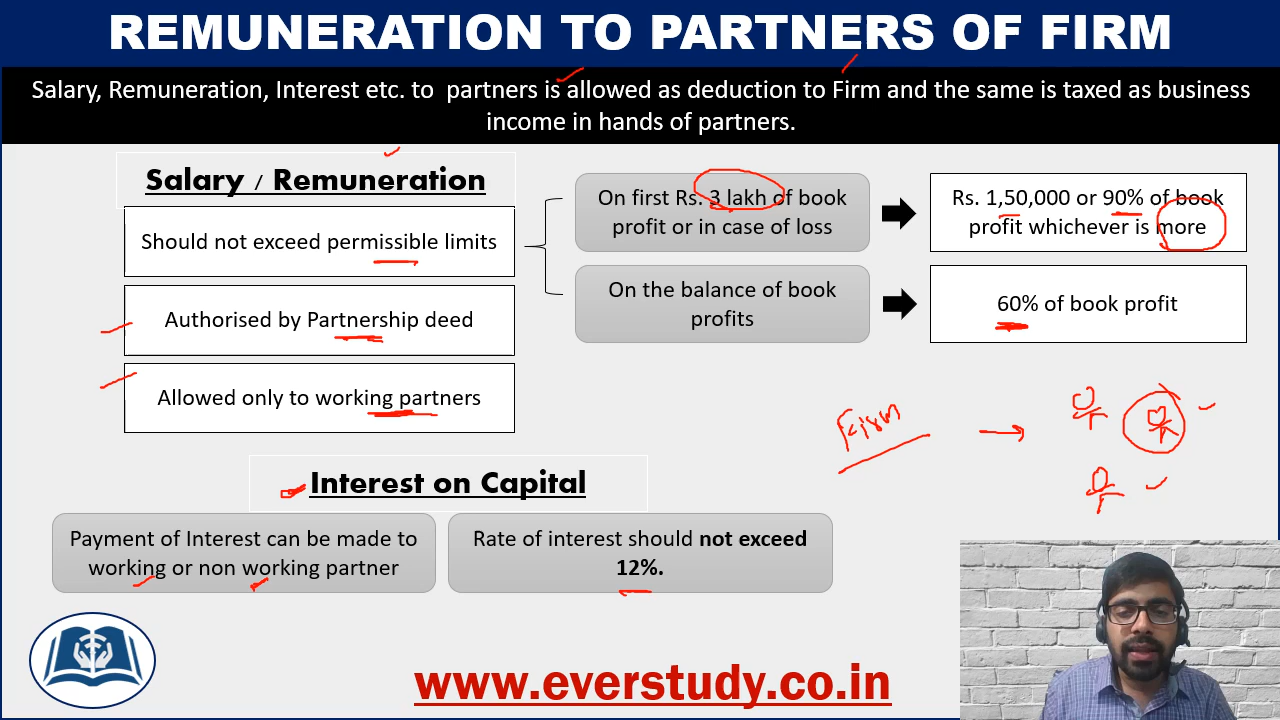 REMUNERATION TO PARTNERS OF FIRM
Salary, Remuneration, Interest etc. to partners is allowed as deduction to Firm and the same is taxed as business
income in hands of partners.
Salary / Remuneration
Should not exceed permissible limits
Authorised by Partnership deed
Allowed only to working partners
On first Rs. 3 lakh of book
profit or in case of loss
Rs. 1,50,000 or 90% of book
profit whichever is more
On the balance of book
profits
60% of book profit
Firm
Interest on Capital
Payment of Interest can be made to
working or non working partner
Rate of interest should not exceed
12%.
www.everstudy.co.in